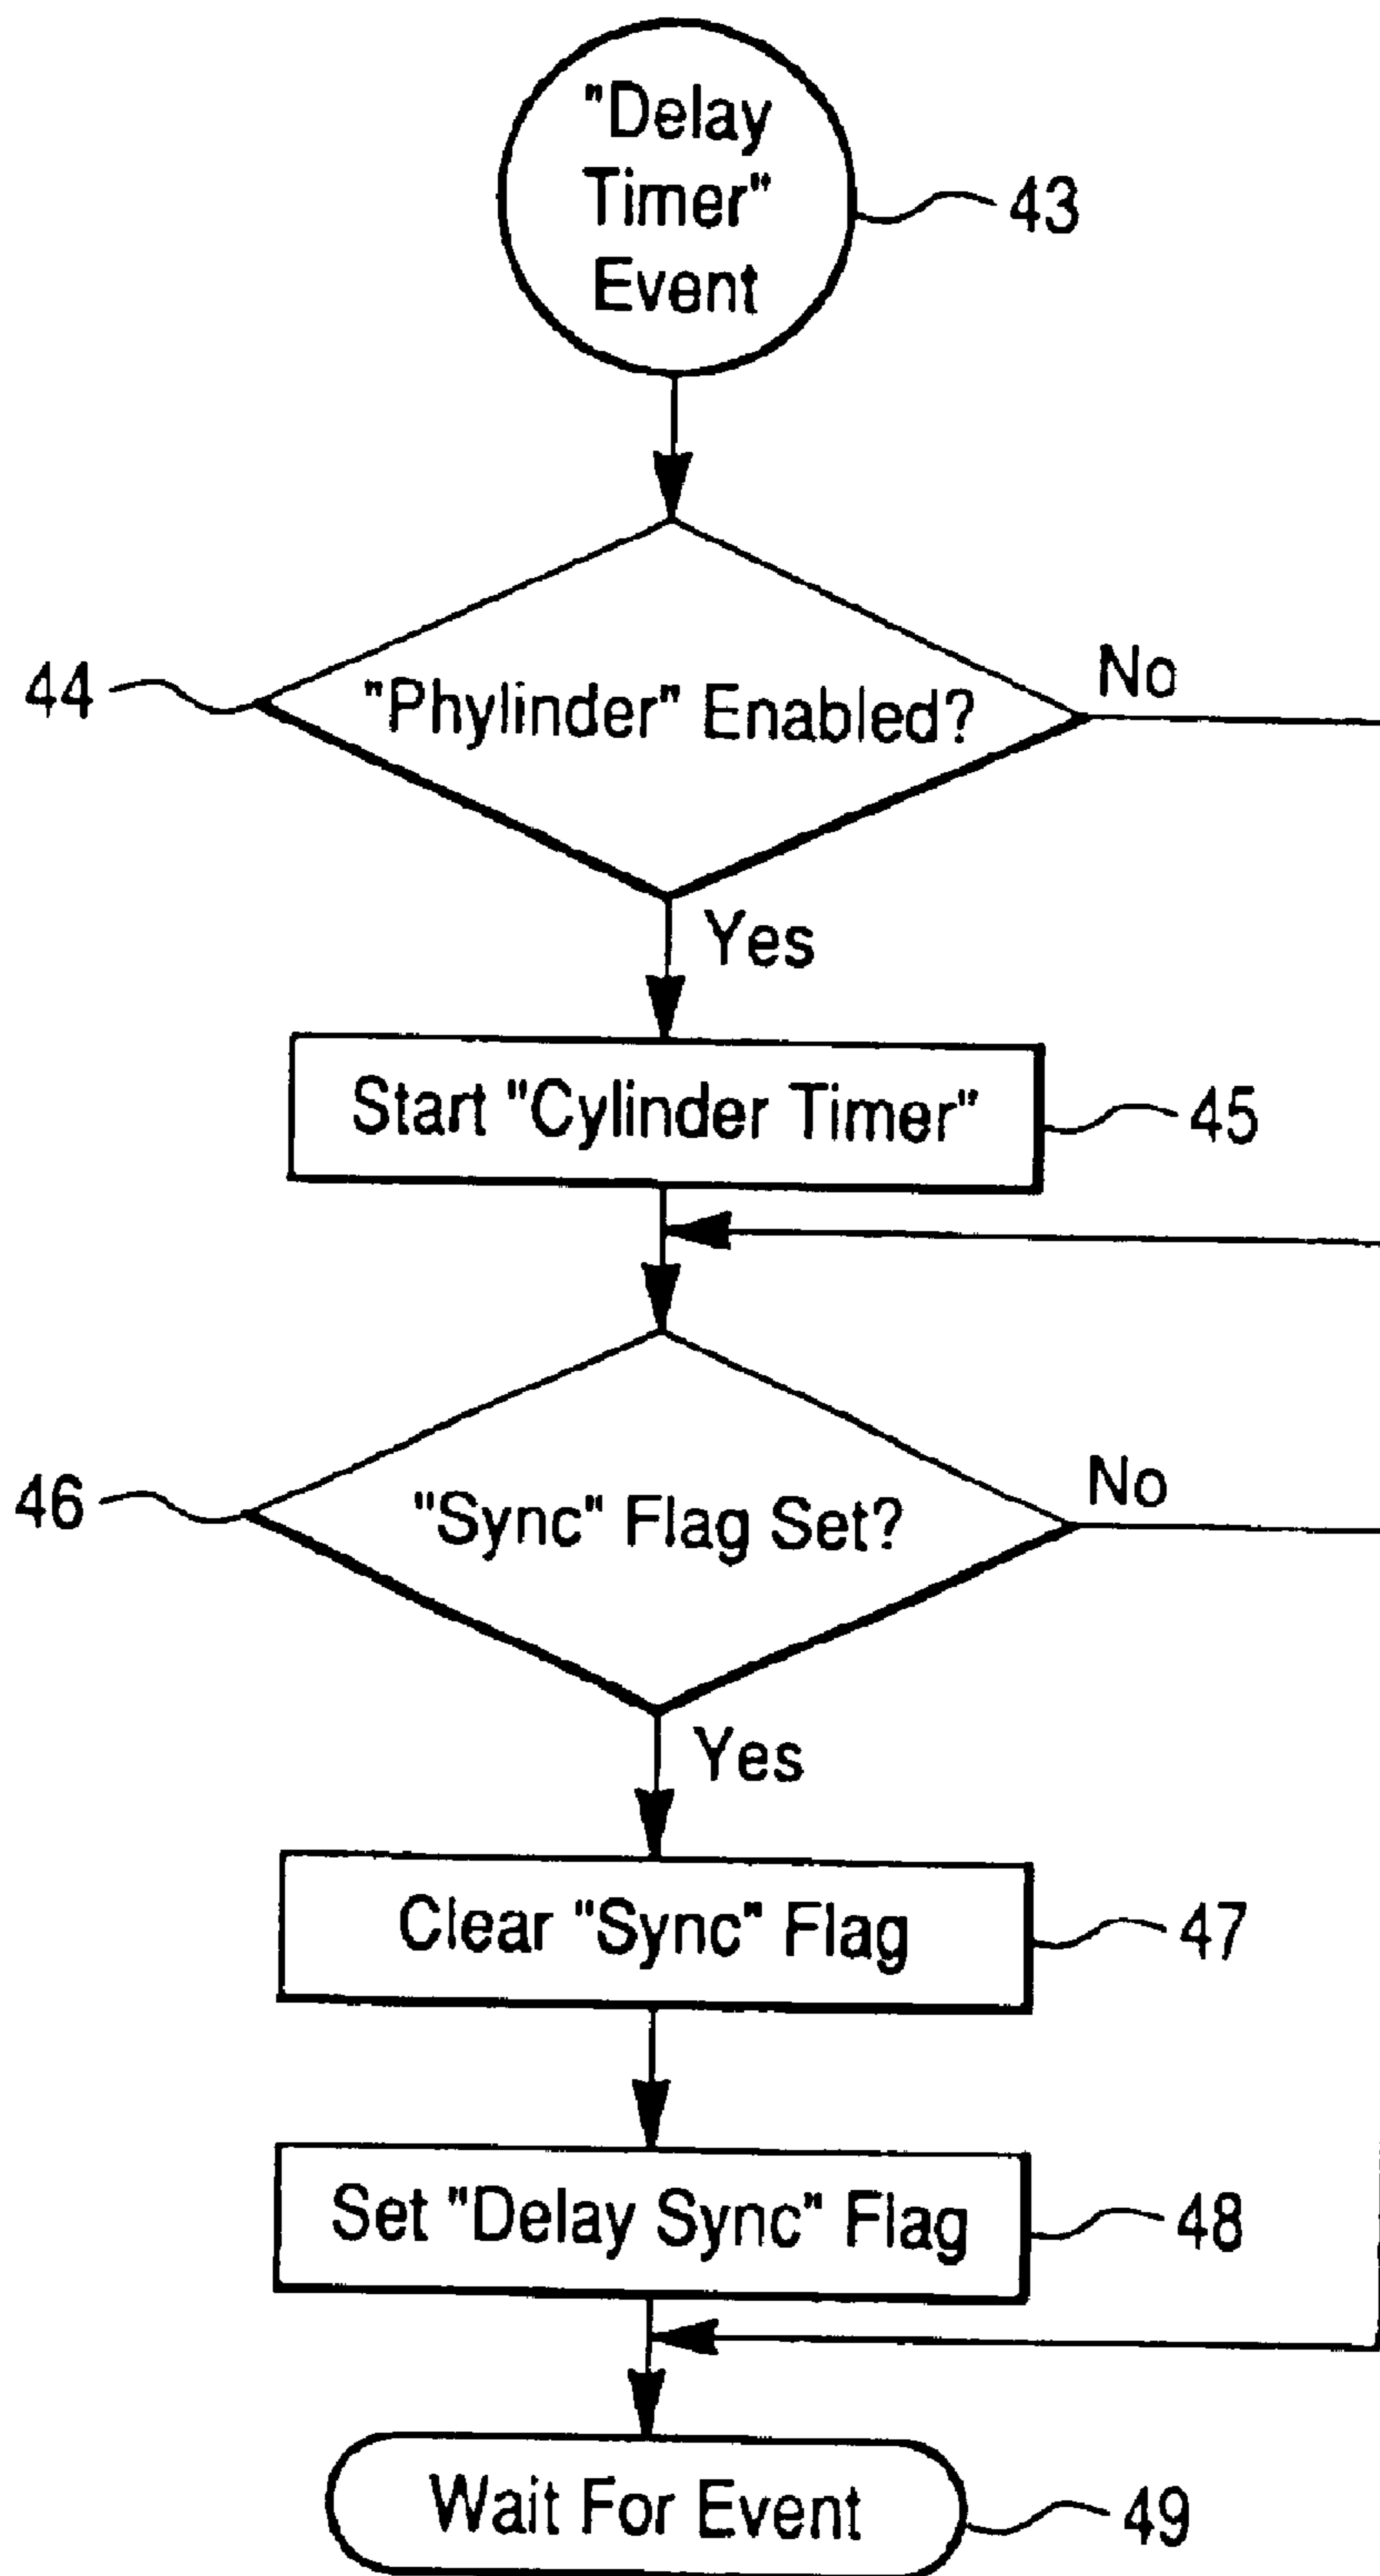 "Delay
Timer"
Event
43
44
"Phylinder" Enabled?
No
Yes
Start "Cylinder Timer"
45
46
"Sync" Flag Set?
No
Yes
Clear "Sync" Flag
47
Set "Delay Sync" Flag
48
Wait For Event
49